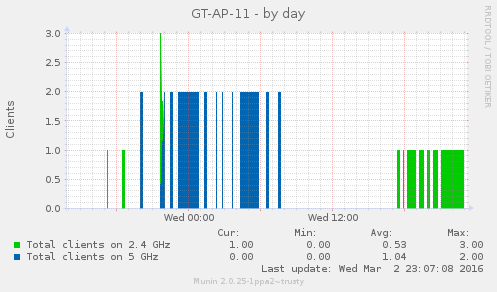 GT-AP-11 - by day
RRDTOOL / TOBI OETIKER
Clients
3.0
2.5
2.0
1.5
1.0
0.5
0.0
Wed 00:00 Wed 12:00
Cur: Min: Avg: Max:
Total clients on 2.4 GHz 1.00 0.00 0.53 3.00
Total clients on 5 GHz 0.00 0.00 1.04 2.00
Last update: Wed Mar 2 23:07:08 2016
Munin 2.0.25-1ppa2~trusty